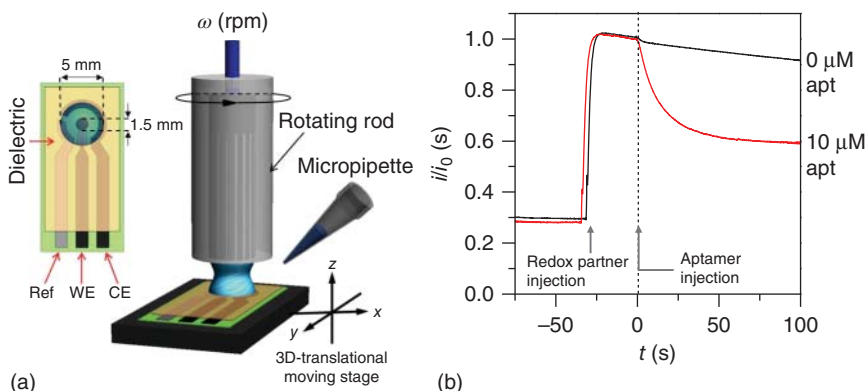 ω (rpm)
5 mm
1.5 mm
Dielectric
Rotating rod
Micropipette
Ref WE CE
z
x
y
3D-translational
moving stage
(a)
i/i₀ (s)
1.0
0.8
0.6
0.4
0.2
0.0
0 μM
apt
10 μM
apt
Redox partner
injection
Aptamer
injection
−50 0 50 100
t (s)
(b)